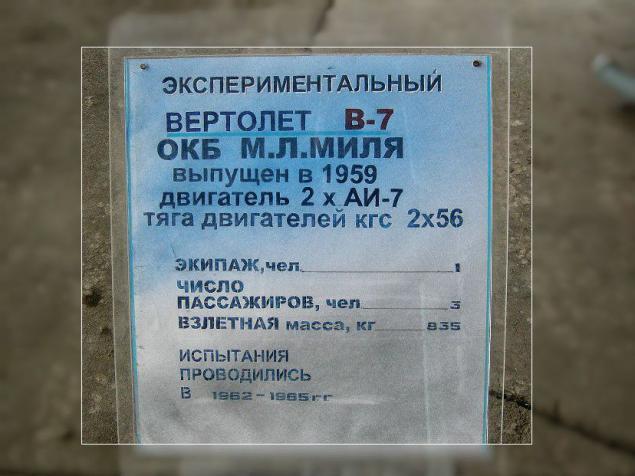 ЭКСПЕРИМЕНТАЛЬНЫЙ
ВЕРТОЛЕТ В-7
ОКБ М.Л.МИЛЯ
выпущен в 1959
двигатель 2 х АИ-7
тяга двигателей кгс 2х56
ЭКИПАЖ,чел. 1
ЧИСЛО
ПАССАЖИРОВ, чел 3
ВЗЛЕТНАЯ масса, кг 835
ИСПЫТАНИЯ
ПРОВОДИЛИСЬ
В 1962-1965гг